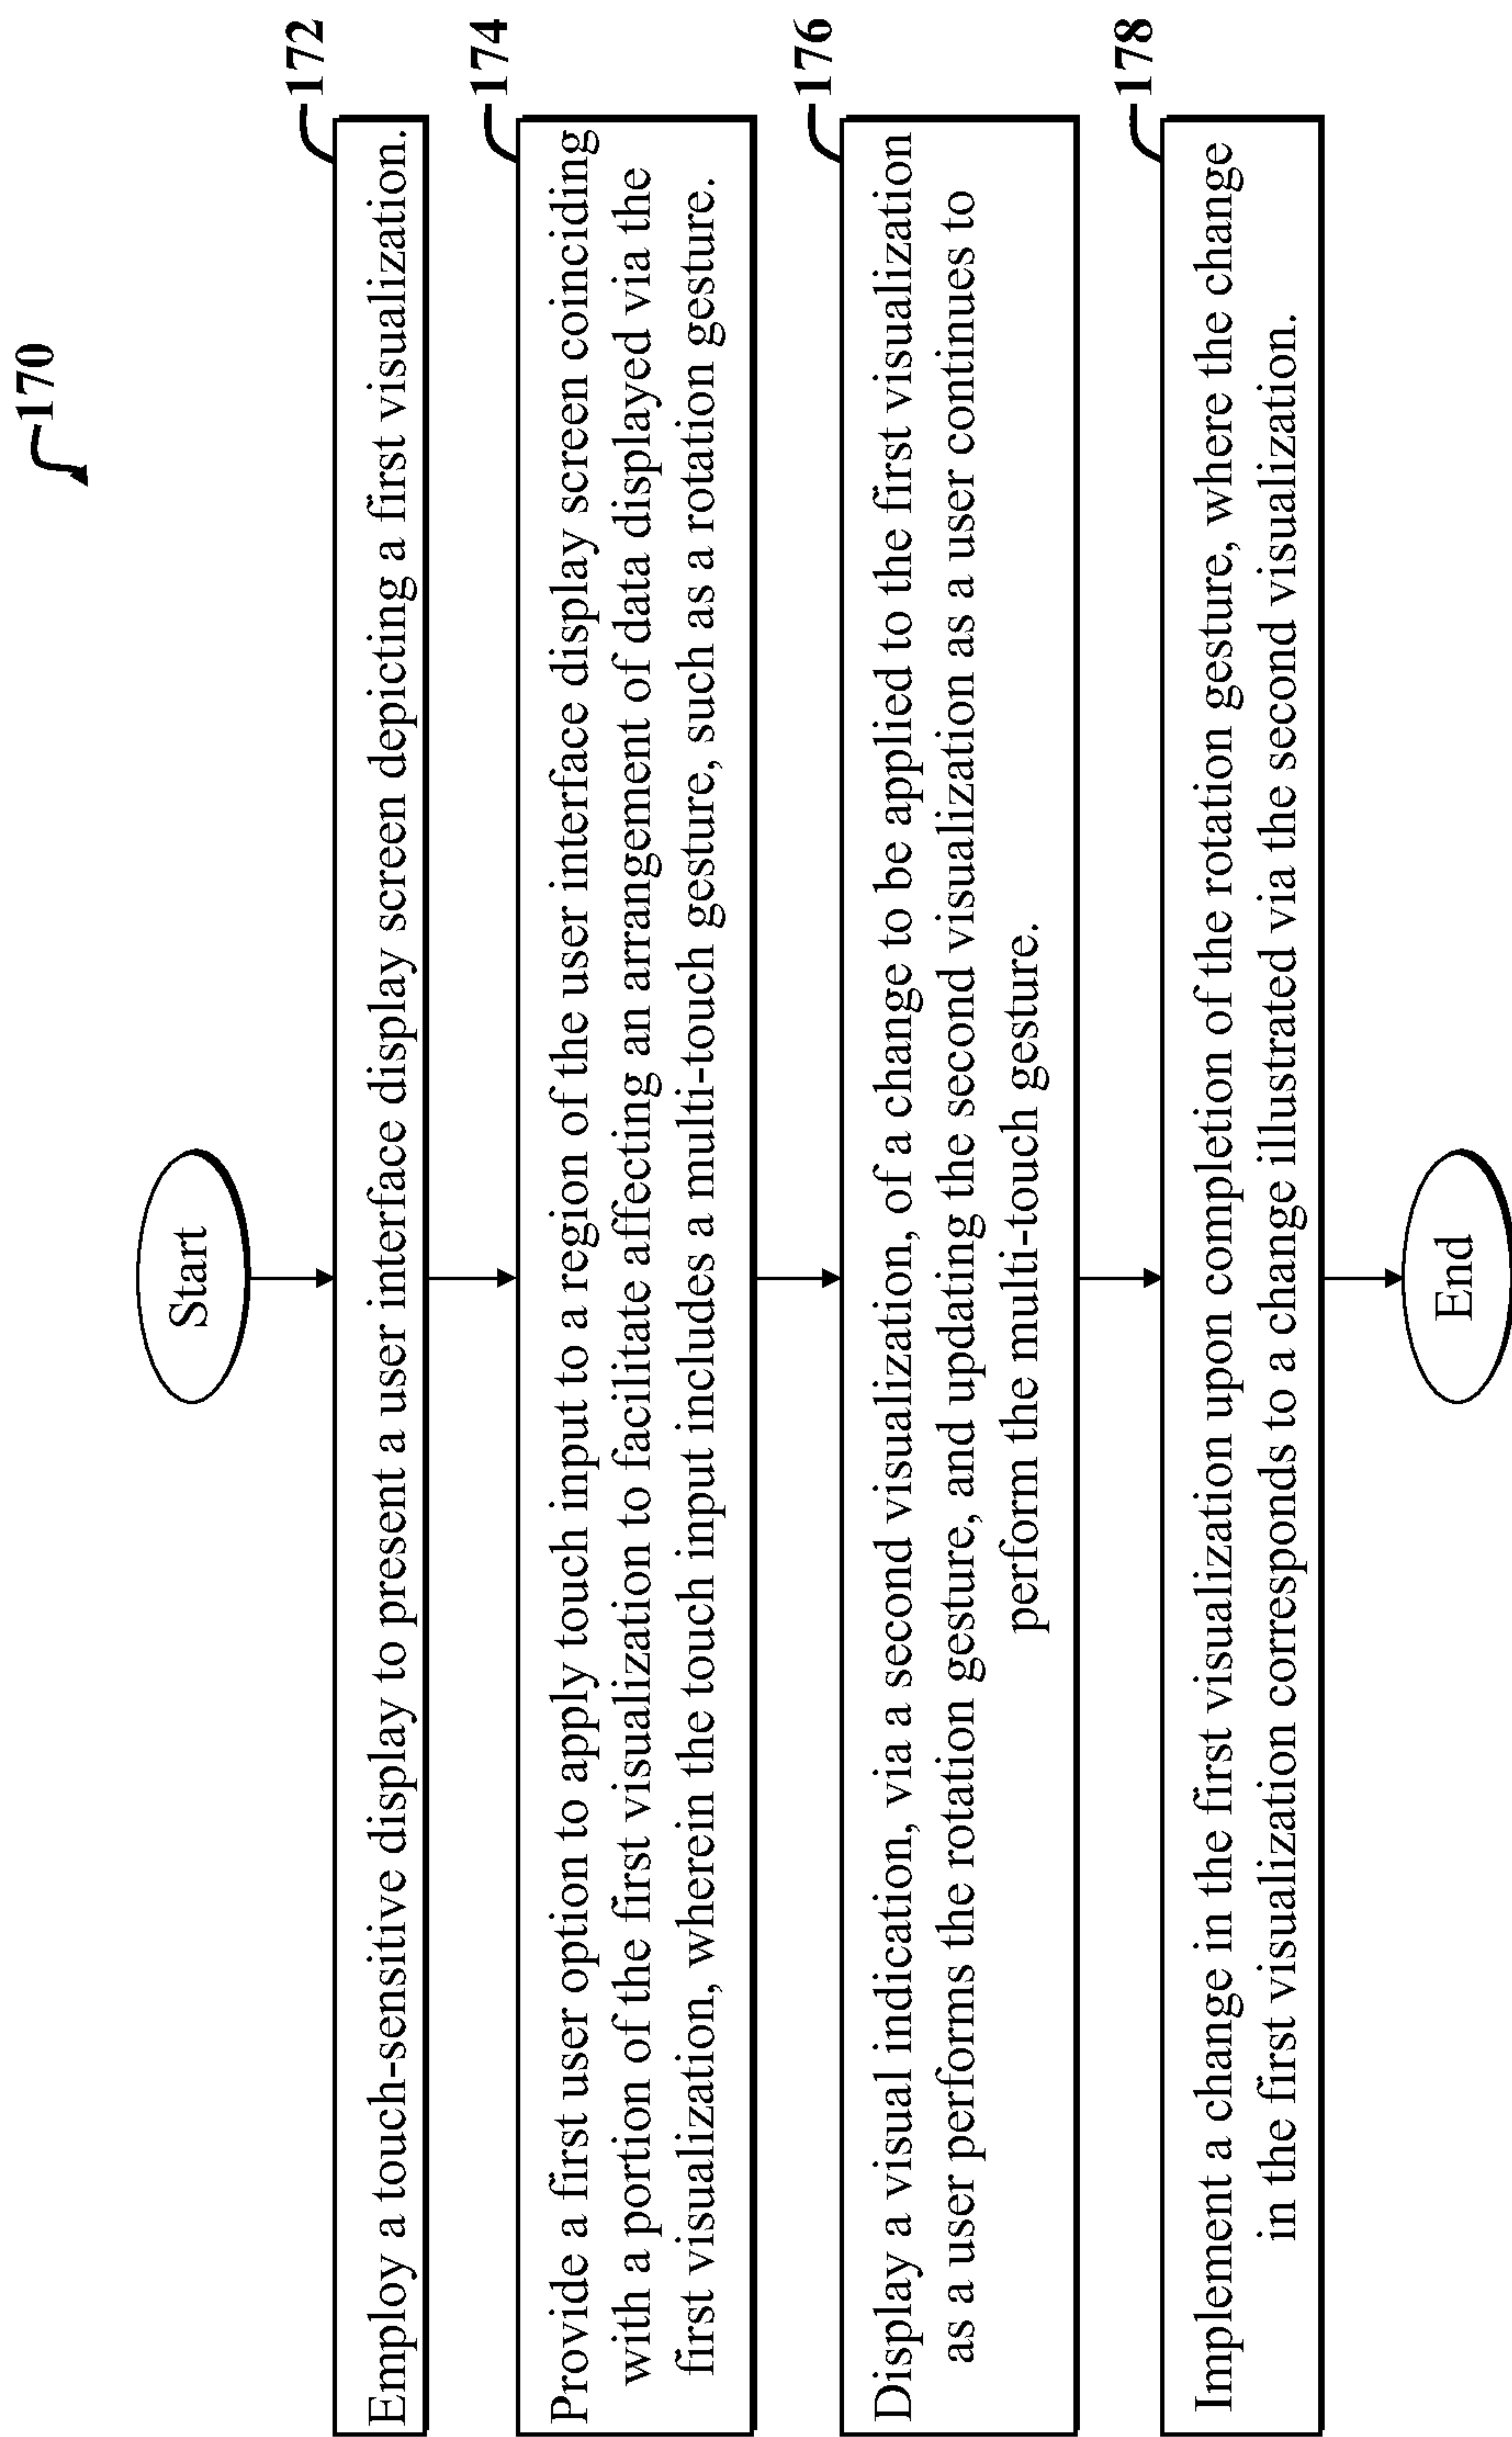 170
Start
172
Employ a touch-sensitive display to present a user interface display screen depicting a first visualization.
174
Provide a first user option to apply touch input to a region of the user interface display screen coinciding
with a portion of the first visualization to facilitate affecting an arrangement of data displayed via the
first visualization, wherein the touch input includes a multi-touch gesture, such as a rotation gesture.
176
Display a visual indication, via a second visualization, of a change to be applied to the first visualization
as a user performs the rotation gesture, and updating the second visualization as a user continues to
perform the multi-touch gesture.
178
Implement a change in the first visualization upon completion of the rotation gesture, where the change
in the first visualization corresponds to a change illustrated via the second visualization.
End